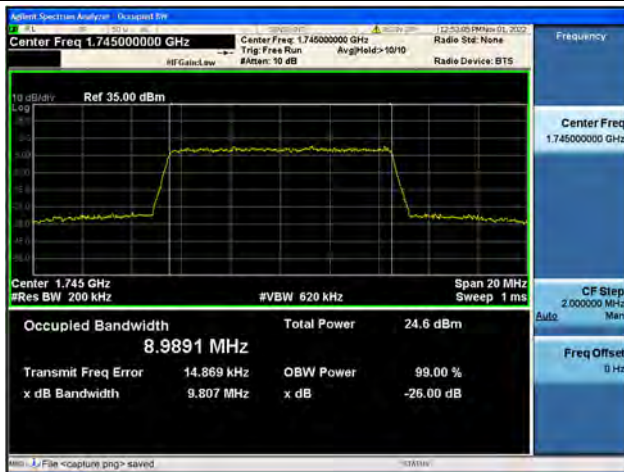 Agilent Spectrum Analyzer - Occupied BW
Center Freq 1.745000000 GHz
#IFGain:Low
Center Freq: 1.745000000 GHz
Trig: Free Run Avg|Hold:>10/10
#Atten: 10 dB
12:53:05 PM Nov 01, 2022
Radio Std: None
Radio Device: BTS
10 dB/div Ref 35.00 dBm
Log
Center 1.745 GHz Span 20 MHz
#Res BW 200 kHz #VBW 620 kHz Sweep 1 ms
Occupied Bandwidth Total Power 24.6 dBm
8.9891 MHz
Transmit Freq Error 14.869 kHz OBW Power 99.00 %
x dB Bandwidth 9.807 MHz x dB -26.00 dB
Frequency
Center Freq
1.745000000 GHz
CF Step
2.000000 MHz
Auto Man
Freq Offset
0 Hz
MSG File <capture.png> saved STATUS